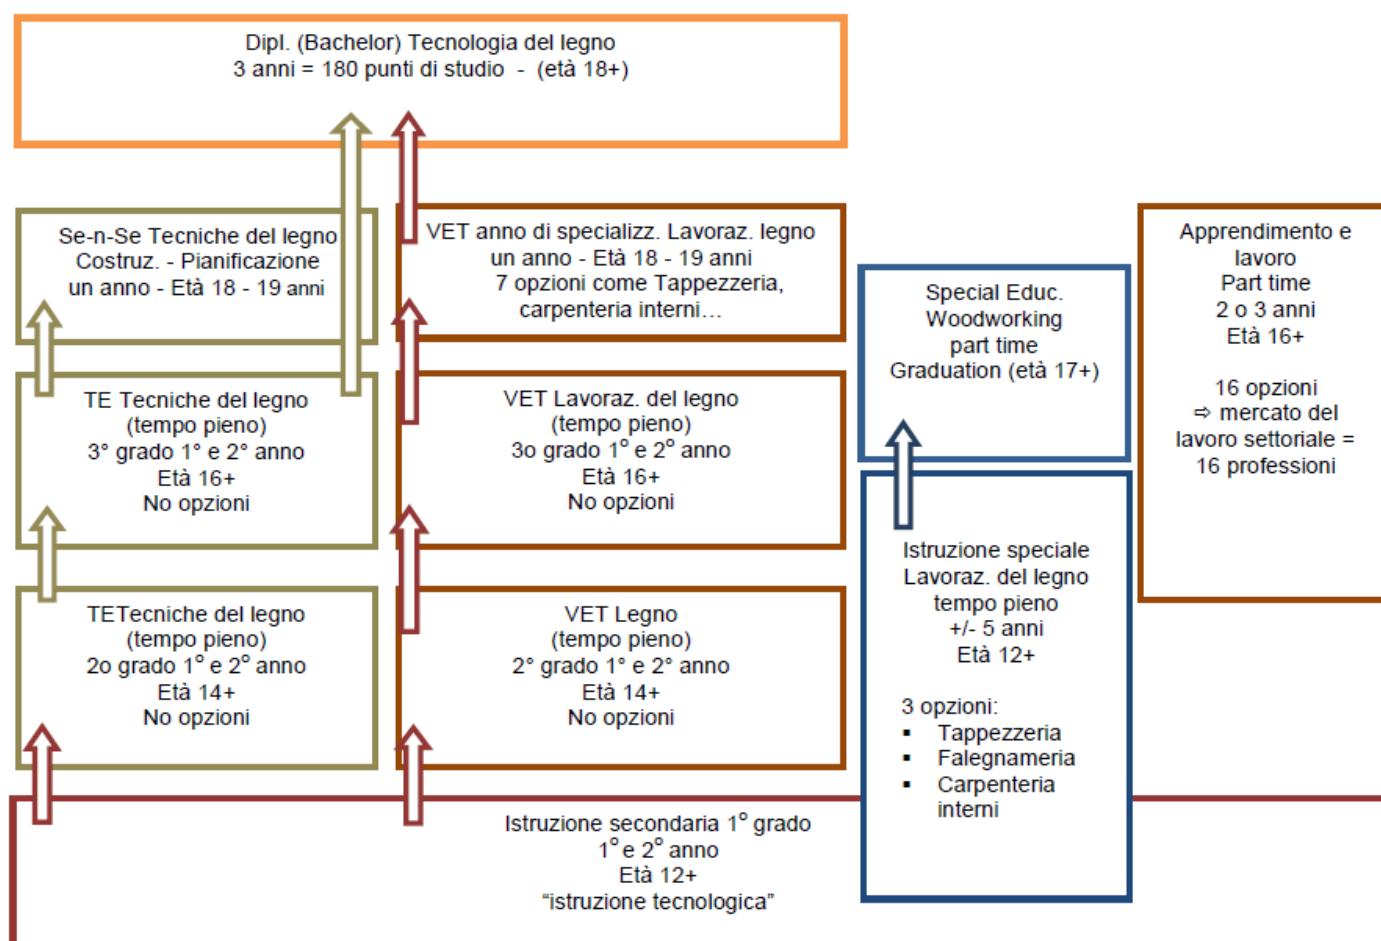 Dipl. (Bachelor) Tecnologia del legno
3 anni = 180 punti di studio - (età 18+)
Se-n-Se Tecniche del legno
Costruz. - Pianificazione
un anno - Età 18 - 19 anni
VET anno di specializz. Lavoraz. legno
un anno - Età 18 - 19 anni
7 opzioni come Tappezzeria,
carpenteria interni...
Special Educ.
Woodworking
part time
Graduation (età 17+)
Apprendimento e
lavoro
Part time
2 o 3 anni
Età 16+
16 opzioni
⇨ mercato del
lavoro settoriale =
16 professioni
TE Tecniche del legno
(tempo pieno)
3° grado 1° e 2° anno
Età 16+
No opzioni
VET Lavoraz. del legno
(tempo pieno)
3o grado 1° e 2° anno
Età 16+
No opzioni
TETecniche del legno
(tempo pieno)
2o grado 1° e 2° anno
Età 14+
No opzioni
VET Legno
(tempo pieno)
2° grado 1° e 2° anno
Età 14+
No opzioni
Istruzione speciale
Lavoraz. del legno
tempo pieno
+/- 5 anni
Età 12+
3 opzioni:
▪ Tappezzeria
▪ Falegnameria
▪ Carpenteria
interni
Istruzione secondaria 1° grado
1° e 2° anno
Età 12+
“istruzione tecnologica”